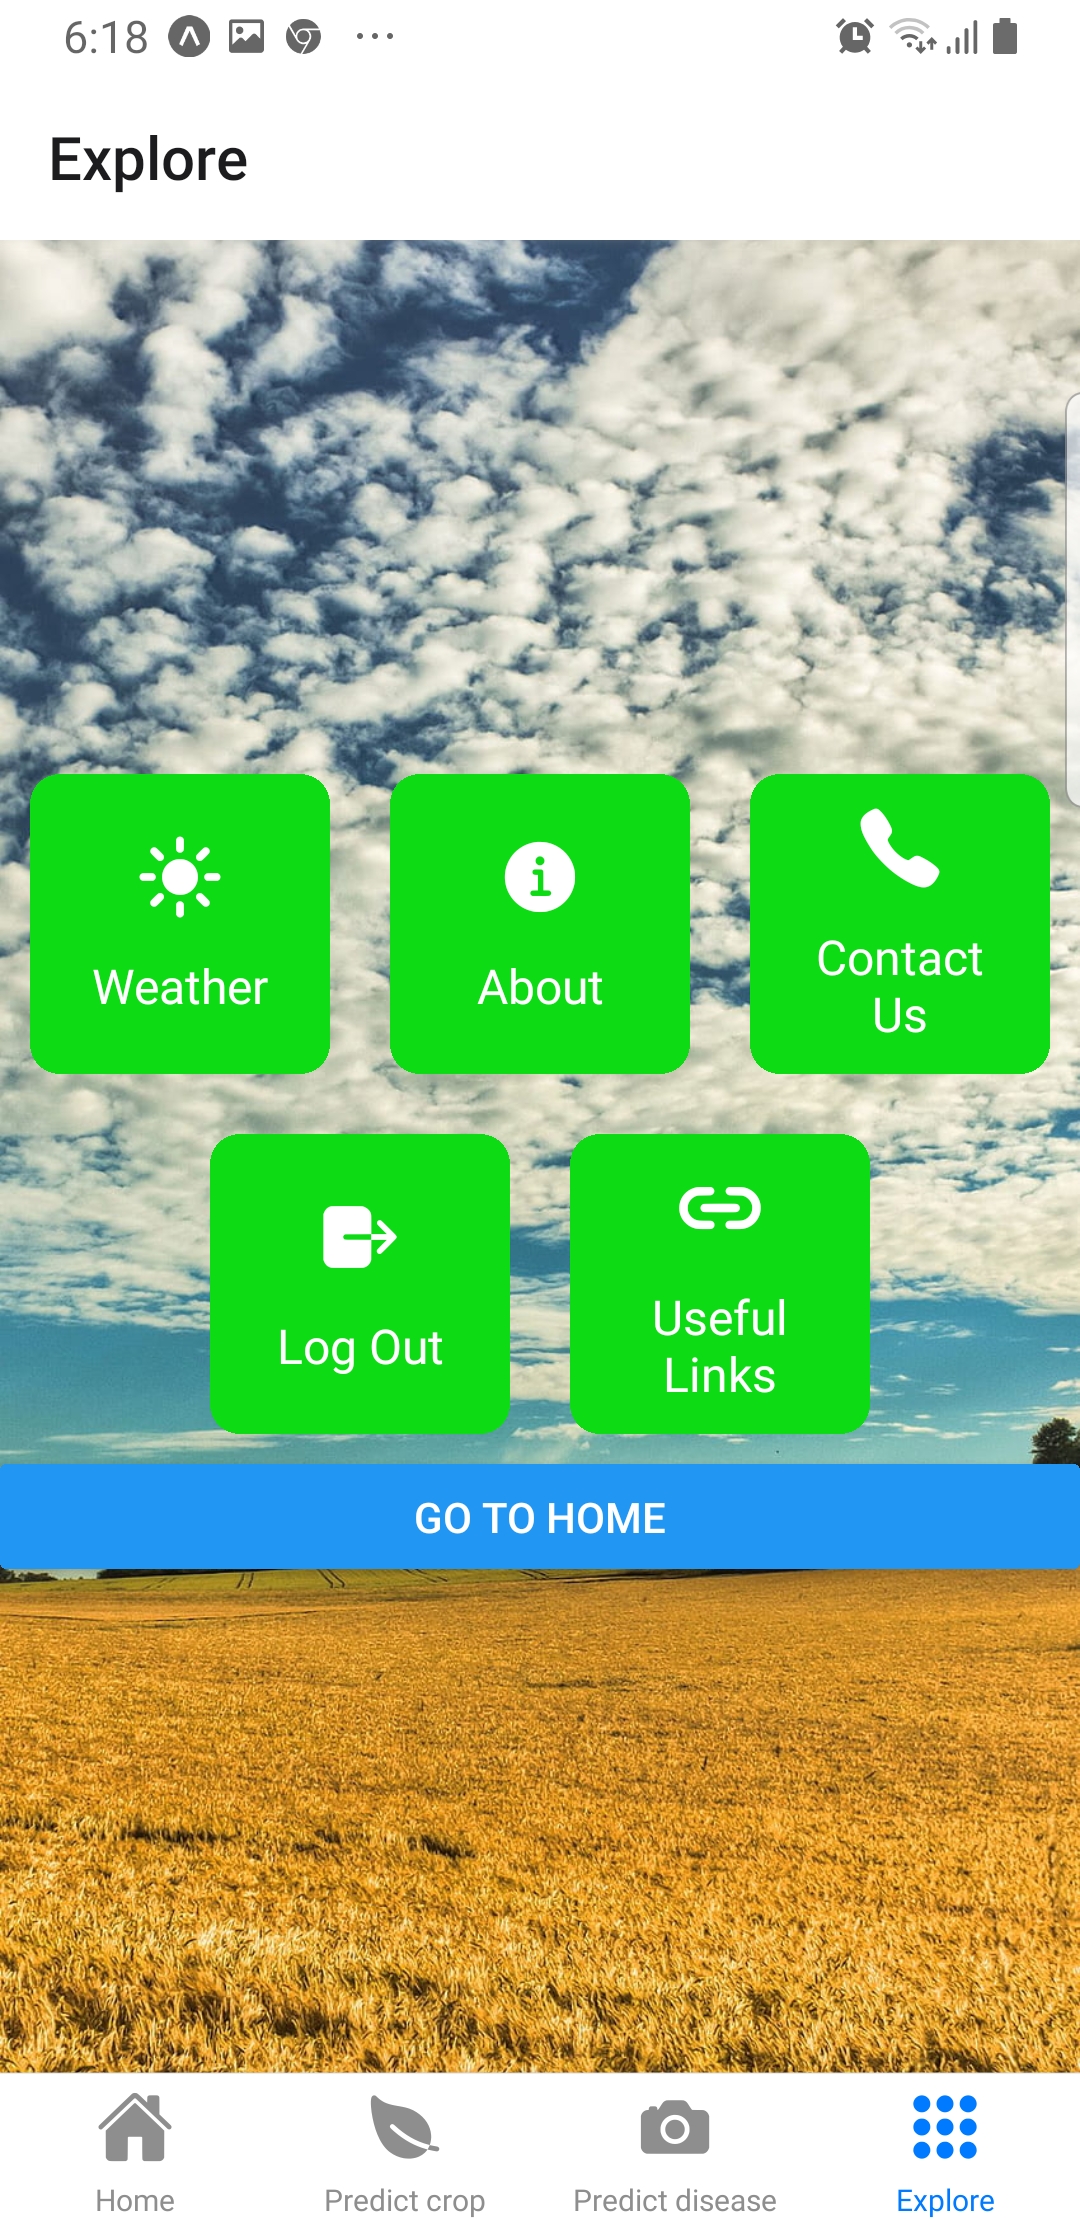 6:18
Explore
Weather
About
Contact
Us
Log Out
Useful
Links
GO TO HOME
Home
Predict crop
Predict disease
Explore